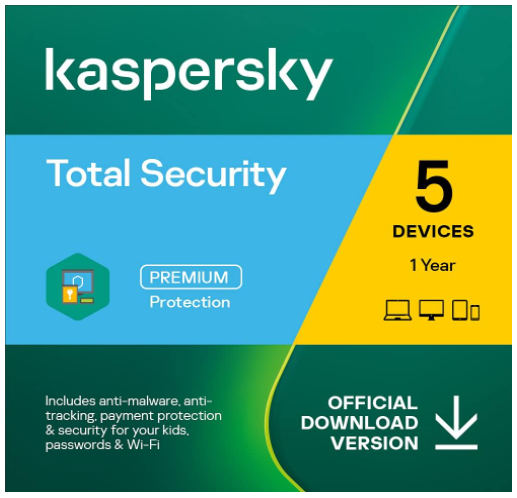 kaspersky
Total Security
5
DEVICES
1 Year
PREMIUM
Protection
Includes anti-malware, anti-
tracking, payment protection
& security for your kids,
passwords & Wi-Fi
OFFICIAL
DOWNLOAD
VERSION